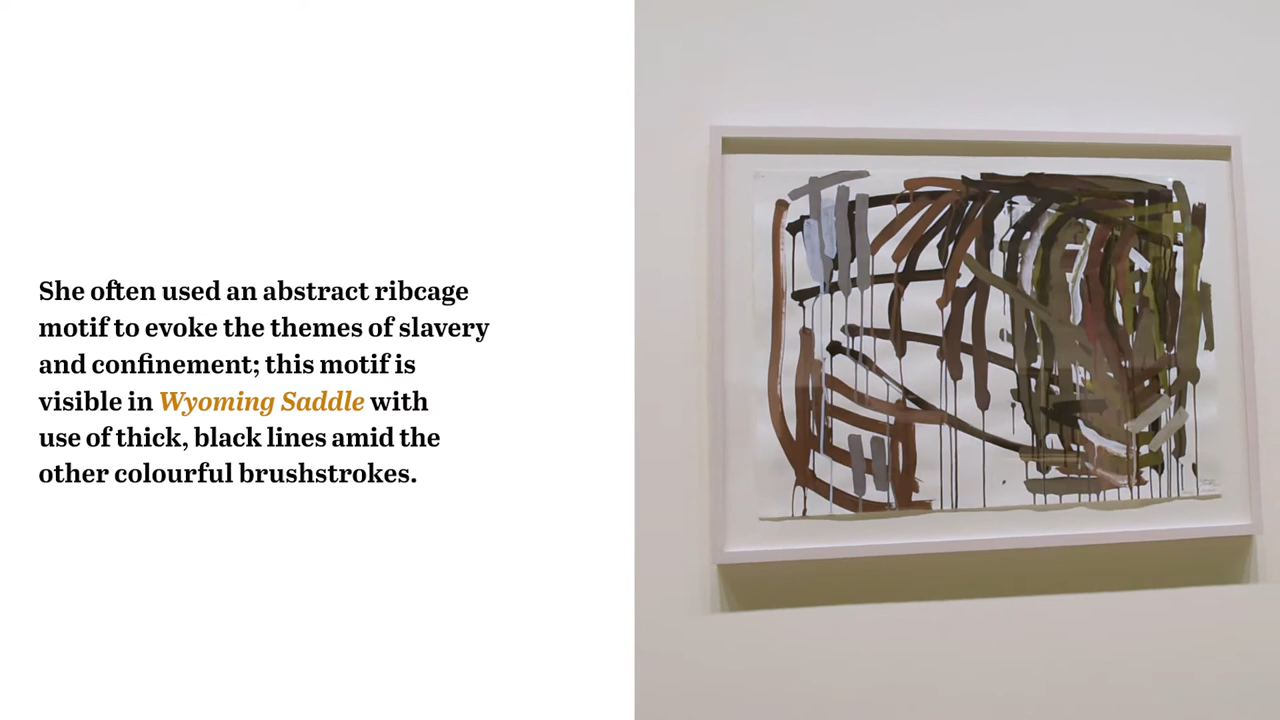 She often used an abstract ribcage
motif to evoke the themes of slavery
and confinement; this motif is
visible in Wyoming Saddle with
use of thick, black lines amid the
other colourful brushstrokes.